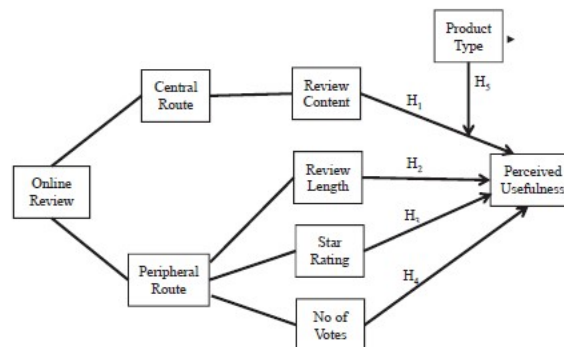 Product
Type
Central
Route
Review
Content
H5
H1
Review
Length
H2
Perceived
Usefulness
Online
Review
Star
Rating
H3
Peripheral
Route
H4
No of
Votes